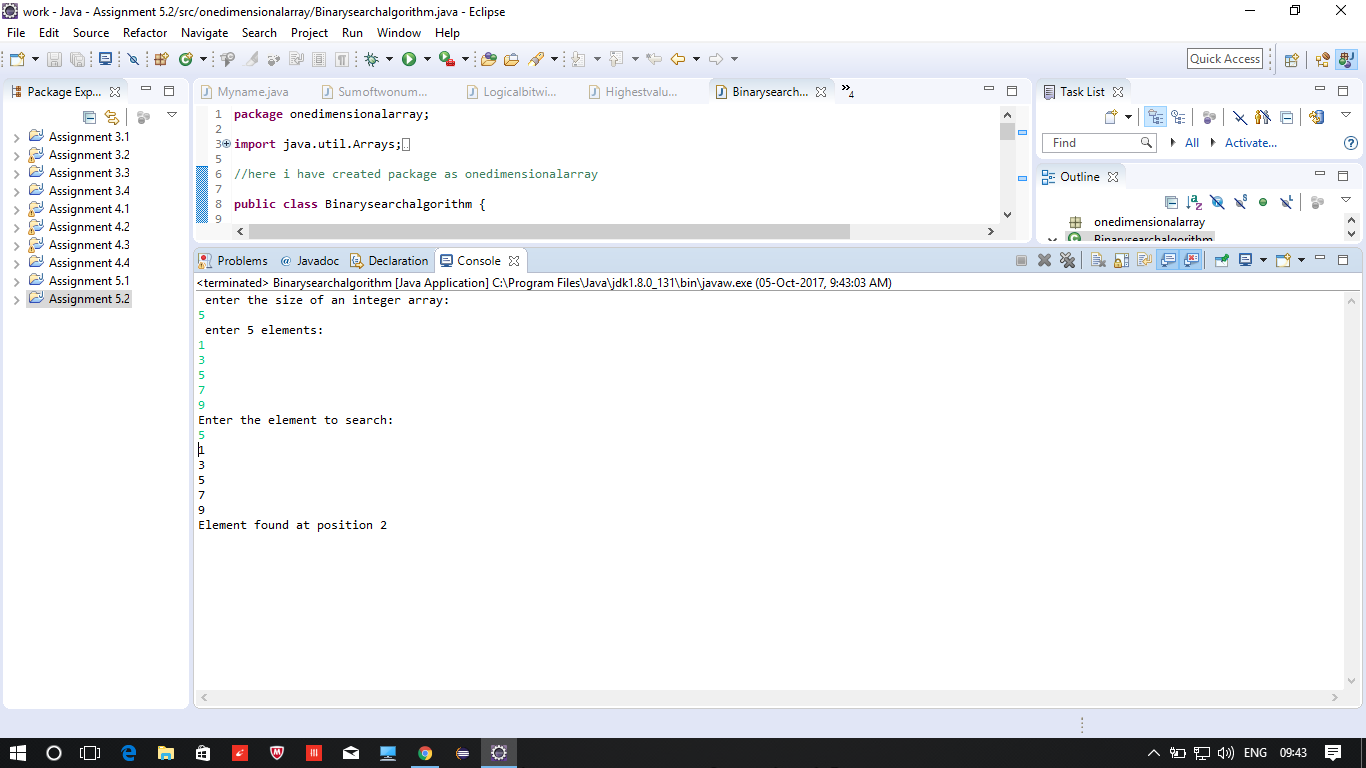 work - Java - Assignment 5.2/src/onedimensionalarray/Binarysearchalgorithm.java - Eclipse
File Edit Source Refactor Navigate Search Project Run Window Help
Quick Access
Package Exp...
Assignment 3.1
Assignment 3.2
Assignment 3.3
Assignment 3.4
Assignment 4.1
Assignment 4.2
Assignment 4.3
Assignment 4.4
Assignment 5.1
Assignment 5.2
Myname.java Sumoftwonum... Logicalbitwi... Highestvalu... Binarysearch... »4
1 package onedimensionalarray;
2
3 import java.util.Arrays;
5
6 //here i have created package as onedimensionalarray
7
8 public class Binarysearchalgorithm {
9
Task List
Find All Activate...
Outline
onedimensionalarray
Binarysearchalgorithm
Problems @ Javadoc Declaration Console
<terminated> Binarysearchalgorithm [Java Application] C:\Program Files\Java\jdk1.8.0_131\bin\javaw.exe (05-Oct-2017, 9:43:03 AM)
enter the size of an integer array:
5
enter 5 elements:
1
3
5
7
9
Enter the element to search:
5
1
3
5
7
9
Element found at position 2
ENG 09:43